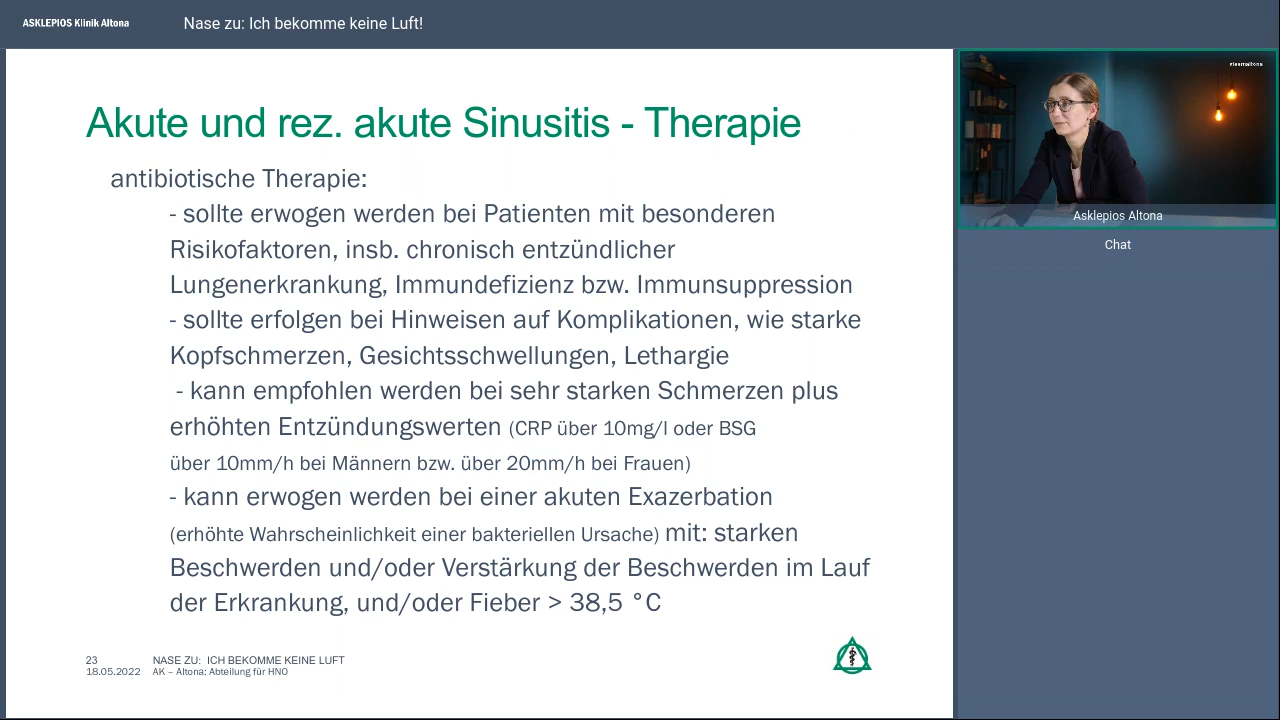 ASKLEPIOS Klinik Altona
Nase zu: Ich bekomme keine Luft!
Akute und rez. akute Sinusitis - Therapie
antibiotische Therapie:
- sollte erwogen werden bei Patienten mit besonderen
Risikofaktoren, insb. chronisch entzündlicher
Lungenerkrankung, Immundefizienz bzw. Immunsuppression
- sollte erfolgen bei Hinweisen auf Komplikationen, wie starke
Kopfschmerzen, Gesichtsschwellungen, Lethargie
- kann empfohlen werden bei sehr starken Schmerzen plus
erhöhten Entzündungswerten (CRP über 10mg/l oder BSG
über 10mm/h bei Männern bzw. über 20mm/h bei Frauen)
- kann erwogen werden bei einer akuten Exazerbation
(erhöhte Wahrscheinlichkeit einer bakteriellen Ursache) mit: starken
Beschwerden und/oder Verstärkung der Beschwerden im Lauf
der Erkrankung, und/oder Fieber > 38,5 °C
23 NASE ZU: ICH BEKOMME KEINE LUFT
18.05.2022 AK – Altona: Abteilung für HNO
#teamaltona
Asklepios Altona
Chat